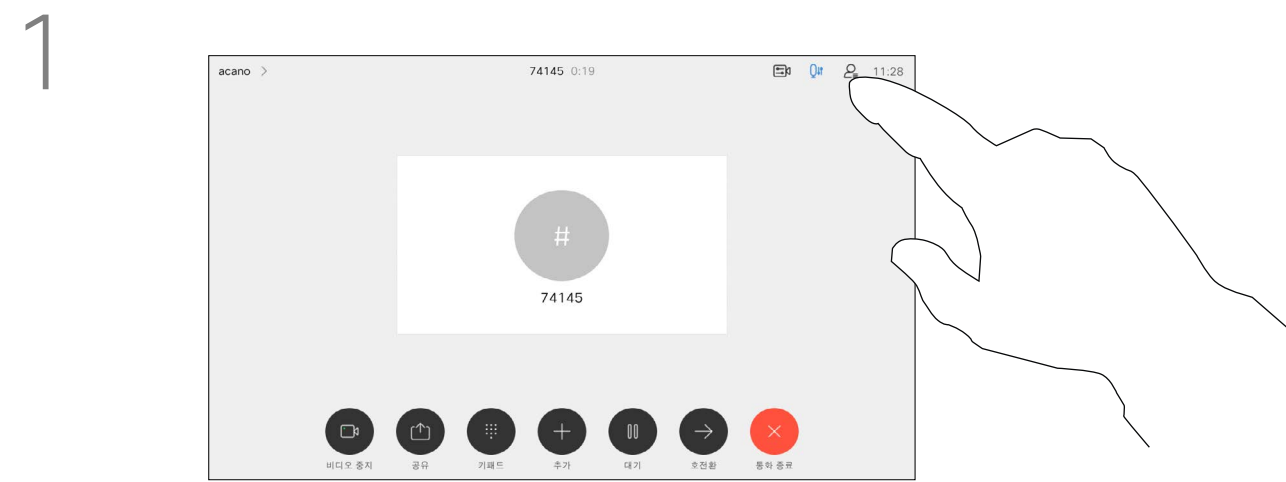 1
acano >
74145 0:19
11:28
#
74145
비디오 중지
공유
키패드
추가
대기
호전환
통화 종료